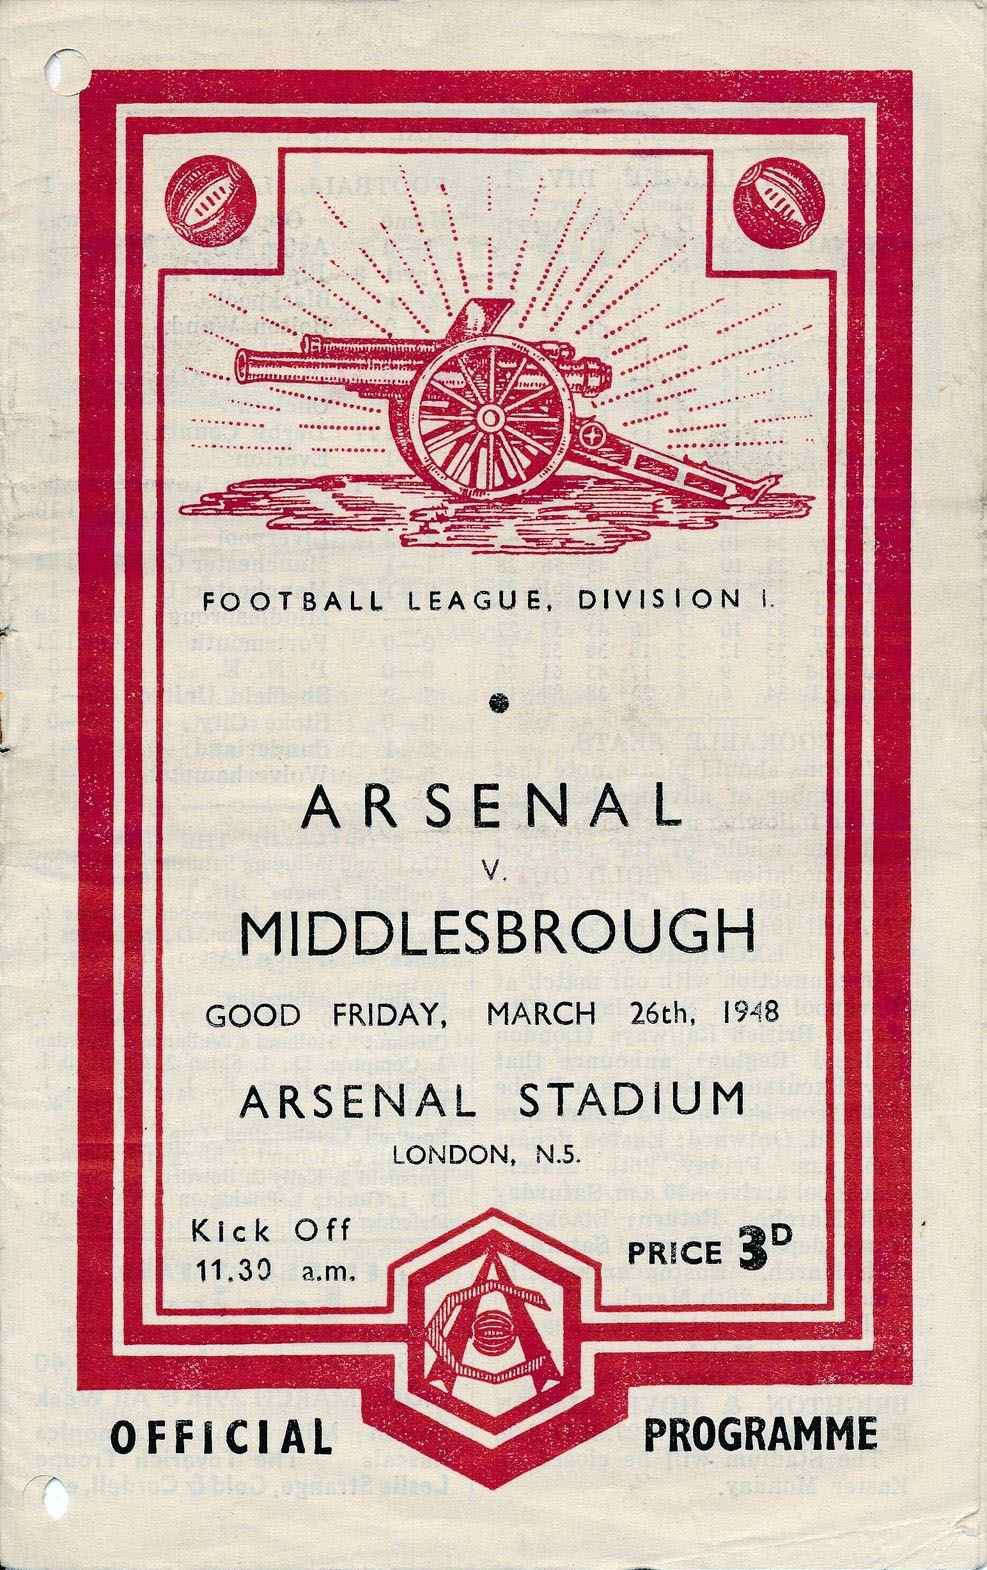 FOOTBALL LEAGUE, DIVISION I.
ARSENAL
V.
MIDDLESBROUGH
GOOD FRIDAY, MARCH 26th, 1948
ARSENAL STADIUM
LONDON, N.5.
Kick Off
11.30 a.m.
PRICE 3D
OFFICIAL PROGRAMME